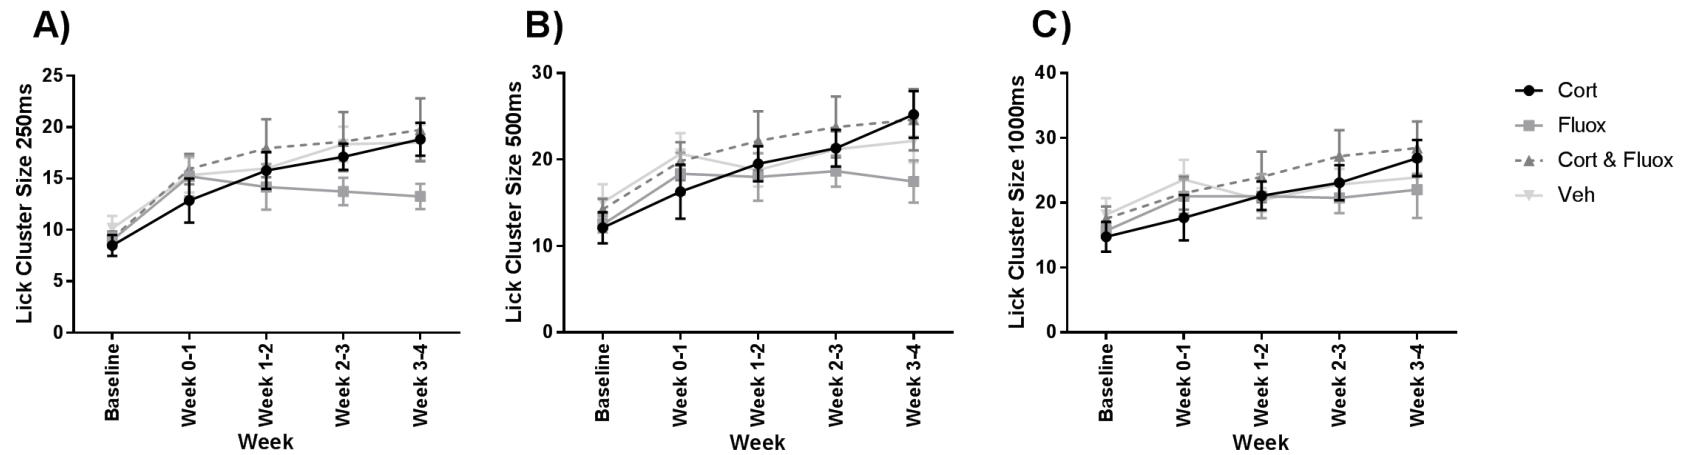 A)
Lick Cluster Size 250ms
25
20
15
10
5
0
Baseline
Week 0-1
Week 1-2
Week 2-3
Week 3-4
Week
B)
Lick Cluster Size 500ms
30
20
10
0
Baseline
Week 0-1
Week 1-2
Week 2-3
Week 3-4
Week
C)
Lick Cluster Size 1000ms
40
30
20
10
0
Baseline
Week 0-1
Week 1-2
Week 2-3
Week 3-4
Week
Cort
Fluox
Cort & Fluox
Veh